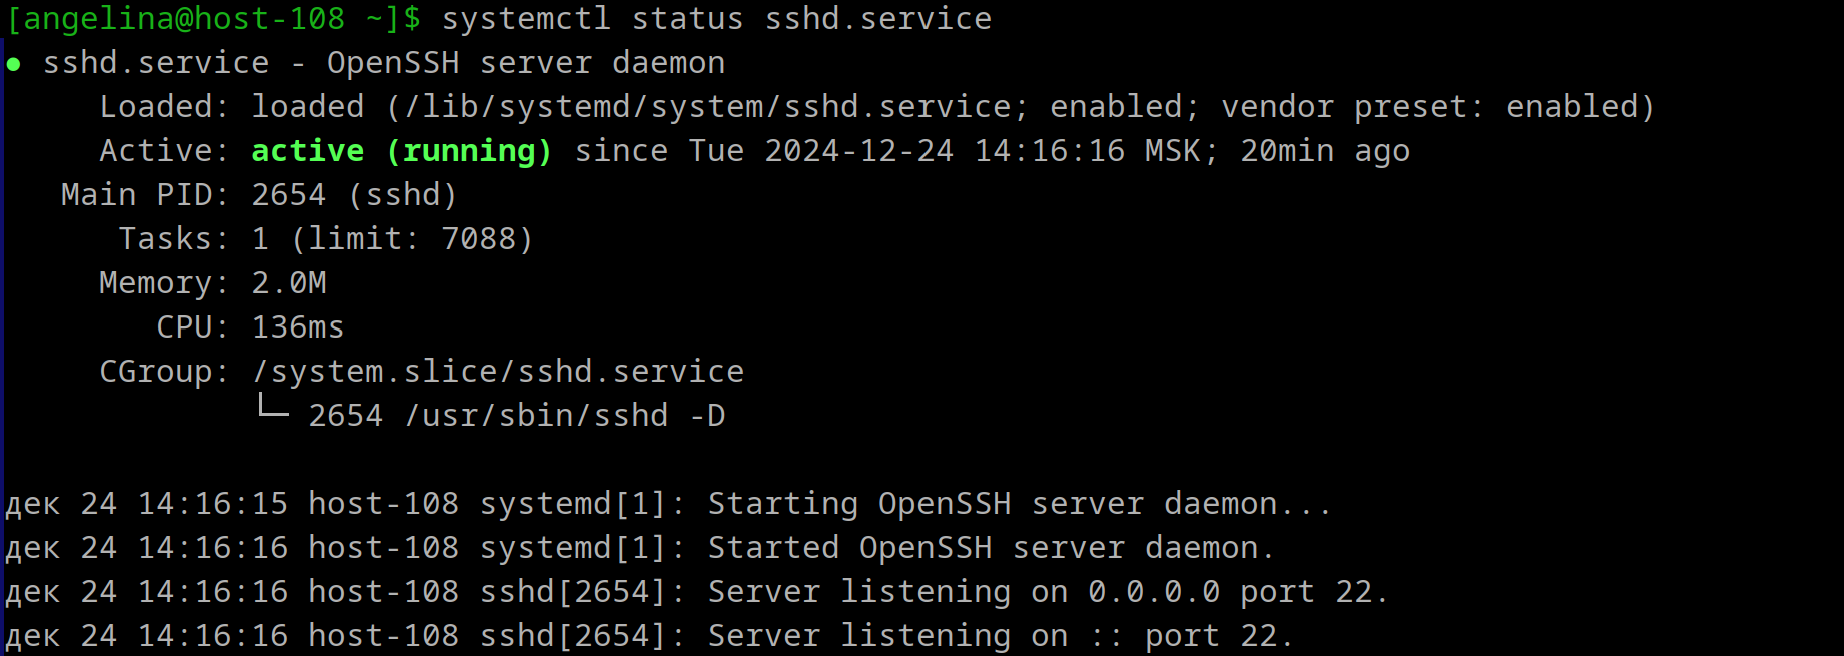 [angelina@host-108 ~]$ systemctl status sshd.service
● sshd.service - OpenSSH server daemon
     Loaded: loaded (/lib/systemd/system/sshd.service; enabled; vendor preset: enabled)
     Active: active (running) since Tue 2024-12-24 14:16:16 MSK; 20min ago
   Main PID: 2654 (sshd)
      Tasks: 1 (limit: 7088)
     Memory: 2.0M
        CPU: 136ms
     CGroup: /system.slice/sshd.service
             └─ 2654 /usr/sbin/sshd -D

дек 24 14:16:15 host-108 systemd[1]: Starting OpenSSH server daemon...
дек 24 14:16:16 host-108 systemd[1]: Started OpenSSH server daemon.
дек 24 14:16:16 host-108 sshd[2654]: Server listening on 0.0.0.0 port 22.
дек 24 14:16:16 host-108 sshd[2654]: Server listening on :: port 22.